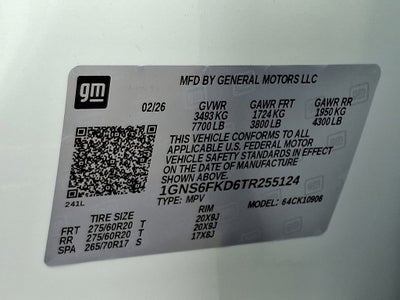 gm
MFD BY GENERAL MOTORS LLC
02/26 GVWR GAWR FRT GAWR RR
3493 KG 1724 KG 1950 KG
7700 LB 3800 LB 4300 LB
THIS VEHICLE CONFORMS TO ALL
APPLICABLE U.S. FEDERAL MOTOR
VEHICLE SAFETY STANDARDS IN EFFECT
ON THE DATE OF MANUFACTURE
SHOWN ABOVE.
1GNS6FKD6TR255124
TYPE: MPV MODEL: 64CK10906
241L
TIRE SIZE RIM
FRT 275/60R20 T 20X9J
RR 275/60R20 T 20X9J
SPA 265/70R17 S 17X8J